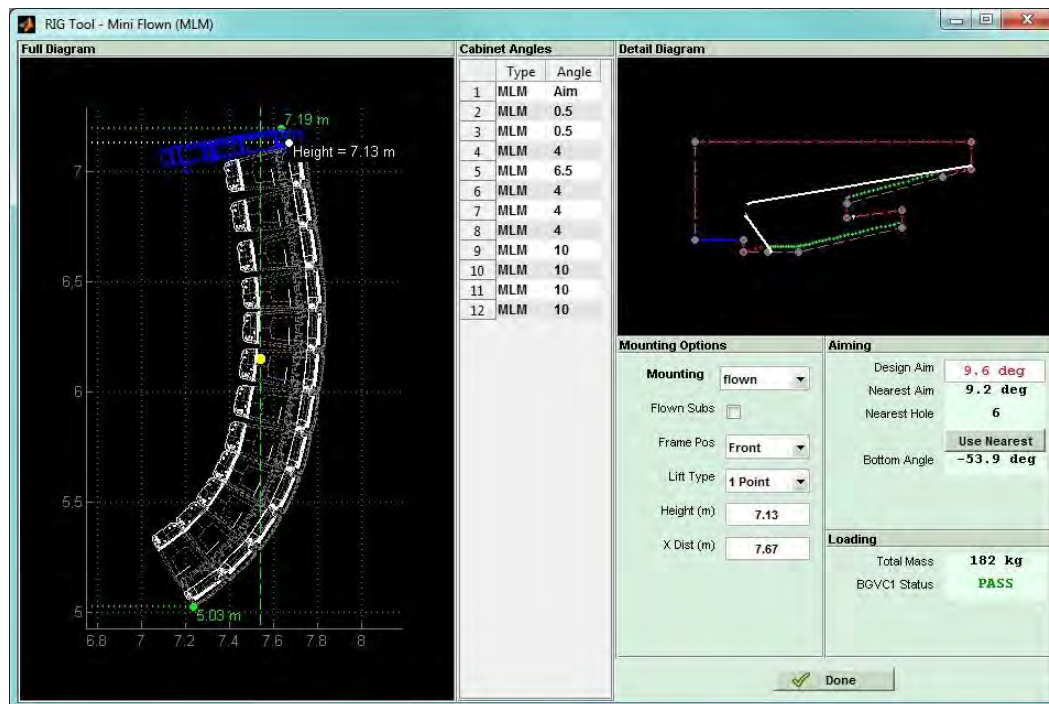 RIG Tool - Mini Flown (MLM)
Full Diagram
7.19 m
Height = 7.13 m
7
6,5
6
5.5
5
5.03 m
6.8 7 7.2 7.4 7.6 7.8 8
Cabinet Angles
Type Angle
1 MLM Aim
2 MLM 0.5
3 MLM 0.5
4 MLM 4
5 MLM 6.5
6 MLM 4
7 MLM 4
8 MLM 4
9 MLM 10
10 MLM 10
11 MLM 10
12 MLM 10
Detail Diagram
Mounting Options
Mounting flown
Flown Subs
Frame Pos Front
Lift Type 1 Point
Height (m) 7.13
X Dist (m) 7.67
Aiming
Design Aim 9.6 deg
Nearest Aim 9.2 deg
Nearest Hole 6
Use Nearest
Bottom Angle -53.9 deg
Loading
Total Mass 182 kg
BGVC1 Status PASS
Done